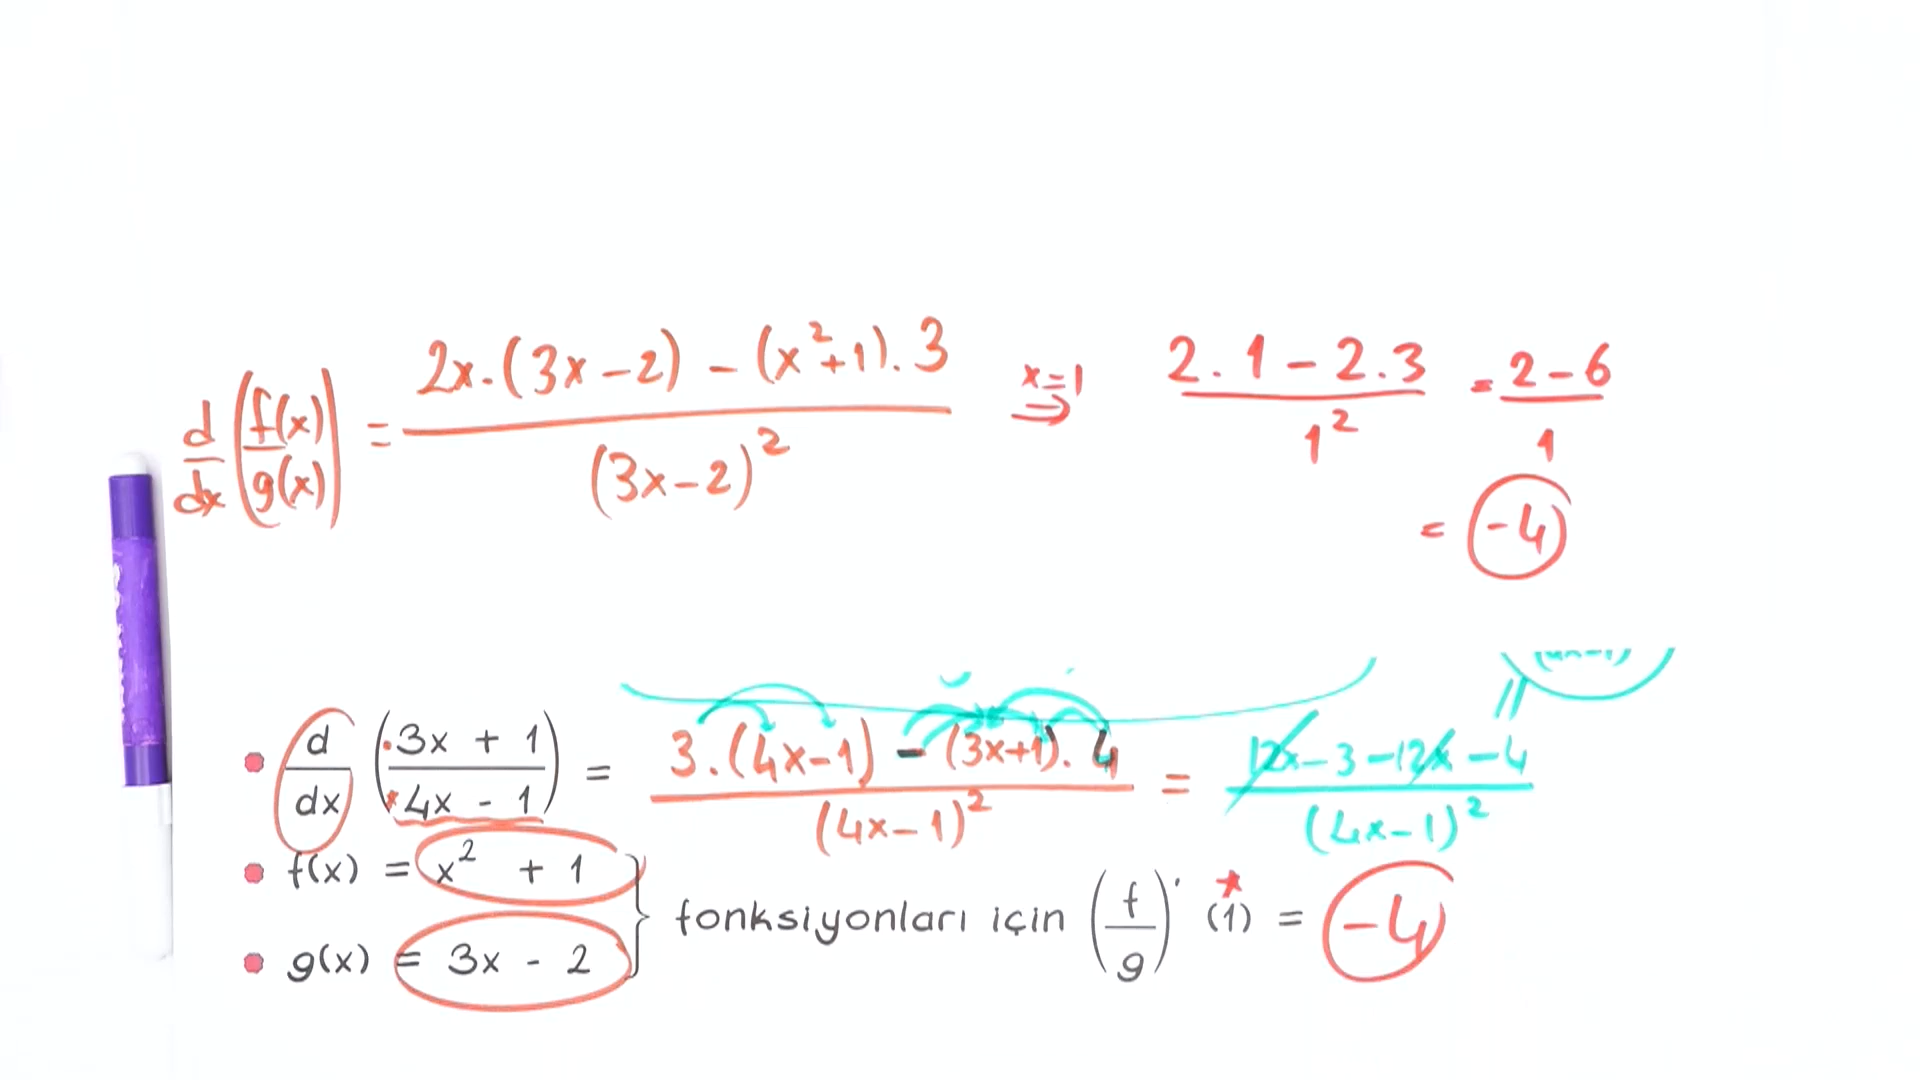 d/dx (f(x)/g(x)) = (2x.(3x-2) - (x²+1).3)/(3x-2)² x=1 ⇒ (2.1-2.3)/1² = (2-6)/1
= -4
• d/dx (3x + 1 / 4x - 1) = (3.(4x-1) - (3x+1).4)/(4x-1)² = (12x-3-12x-4)/(4x-1)²
• f(x) = x² + 1
fonksiyonları için (f/g)' (1) = -4
• g(x) = 3x - 2